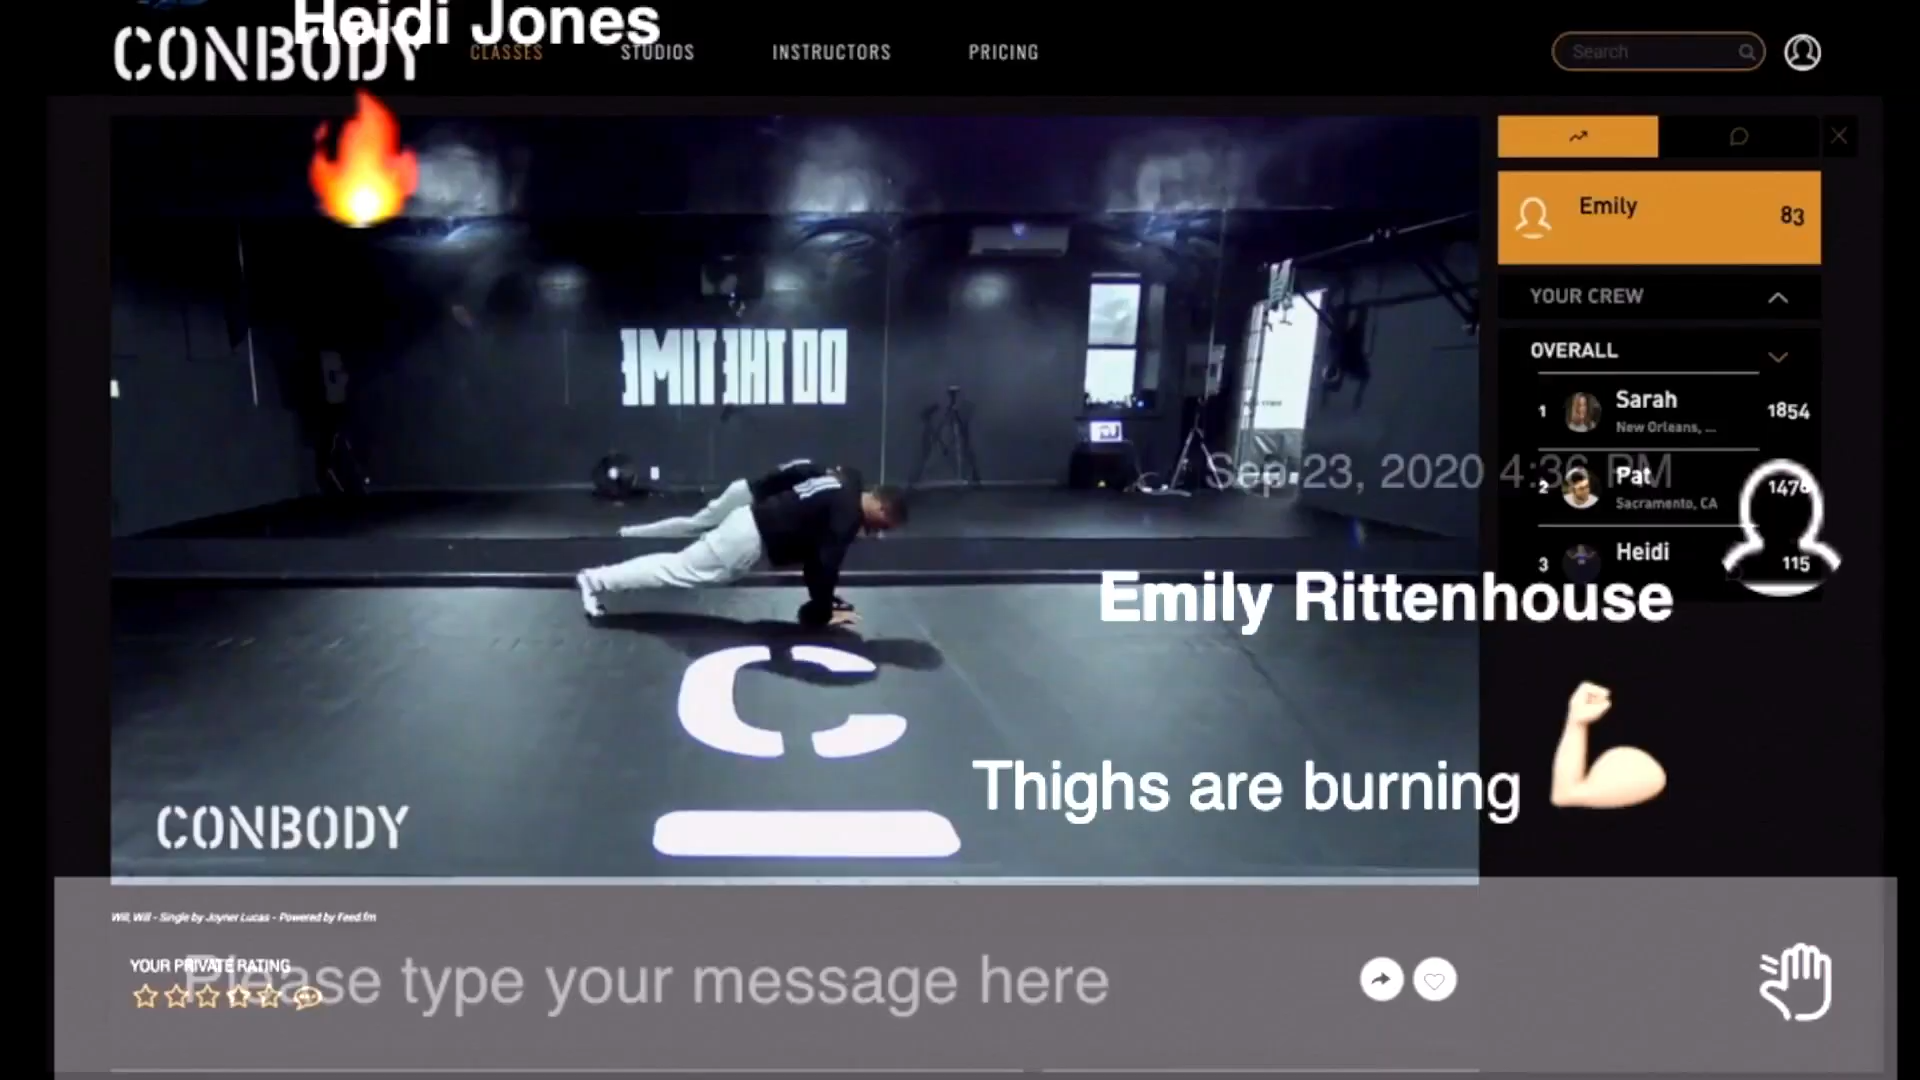 Heidi Jones
CONBODY
CLASSES
STUDIOS
INSTRUCTORS
PRICING
Search
Emily
83
YOUR CREW
OVERALL
1
Sarah
New Orleans, ...
1854
2
Pat
Sacramento, CA
1476
3
Heidi
115
DO THE TIME
Sep 23, 2020 4:36 PM
Emily Rittenhouse
Thighs are burning 💪🏻
C
CONBODY
Will, Will - Single by Joyner Lucas - Powered by Feed.fm
YOUR PRIVATE RATING
Please type your message here